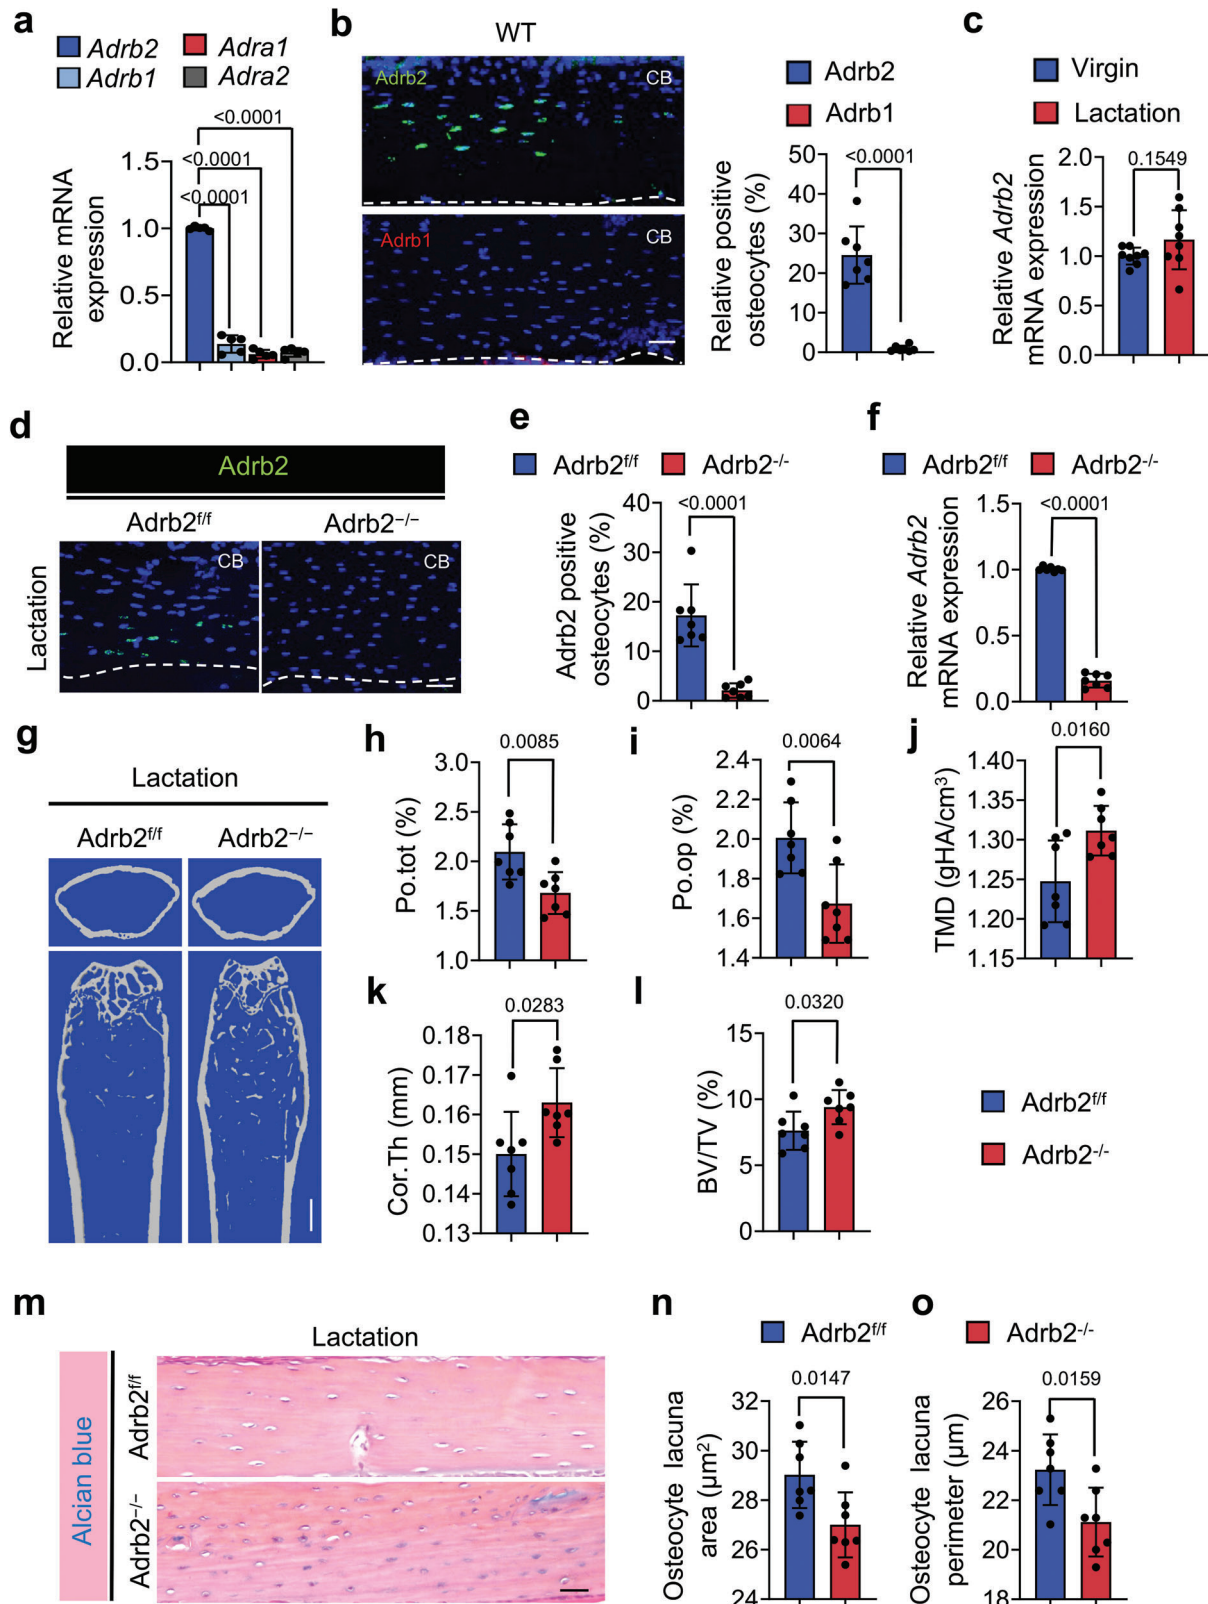 a
Adrb2
Adra1
Adrb1
Adra2
<0.0001
<0.0001
<0.0001
Relative mRNA
expression
1.5
1.0
0.5
0.0
b
WT
Adrb2
CB
Adrb1
CB
Adrb2
Adrb1
<0.0001
Relative positive
osteocytes (%)
50
40
30
20
10
0
c
Virgin
Lactation
0.1549
Relative Adrb2
mRNA expression
2.0
1.5
1.0
0.5
0.0
d
Adrb2
Adrb2f/f
Adrb2−/−
Lactation
CB
CB
e
Adrb2f/f
Adrb2-/-
<0.0001
Adrb2 positive
osteocytes (%)
40
30
20
10
0
f
Adrb2f/f
Adrb2-/-
<0.0001
Relative Adrb2
mRNA expression
1.5
1.0
0.5
0.0
g
Lactation
Adrb2f/f
Adrb2−/−
h
0.0085
Po.tot (%)
3.0
2.5
2.0
1.5
1.0
i
0.0064
Po.op (%)
2.4
2.2
2.0
1.8
1.6
1.4
j
0.0160
TMD (gHA/cm³)
1.40
1.35
1.30
1.25
1.20
1.15
k
0.0283
Cor.Th (mm)
0.18
0.17
0.16
0.15
0.14
0.13
l
0.0320
BV/TV (%)
15
10
5
0
Adrb2f/f
Adrb2-/-
m
Lactation
Alcian blue
Adrb2f/f
Adrb2−/−
n
Adrb2f/f
0.0147
Osteocyte lacuna
area (µm²)
32
30
28
26
24
o
Adrb2-/-
0.0159
Osteocyte lacuna
perimeter (µm)
26
24
22
20
18